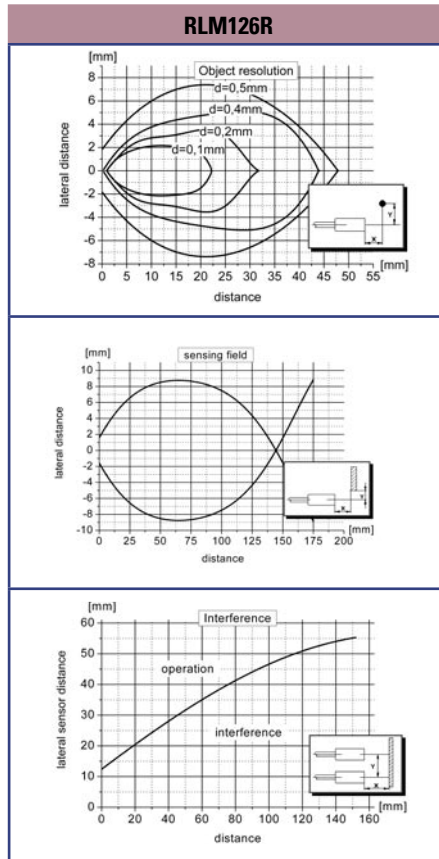 RLM126R
[mm]
Object resolution
d=0,5mm
d=0,4mm
d=0,2mm
d=0,1mm
8
6
4
2
0
-2
-4
-6
-8
lateral distance
0 5 10 15 20 25 30 35 40 45 50 55
[mm]
distance
Y
X
[mm]
sensing field
10
8
6
4
2
0
-2
-4
-6
-8
-10
lateral distance
0 25 50 75 100 125 150 175 200
[mm]
distance
Y
X
[mm]
Interference
60
50
40
30
20
10
0
lateral sensor distance
operation
interference
0 20 40 60 80 100 120 140 160
[mm]
distance
Y
X